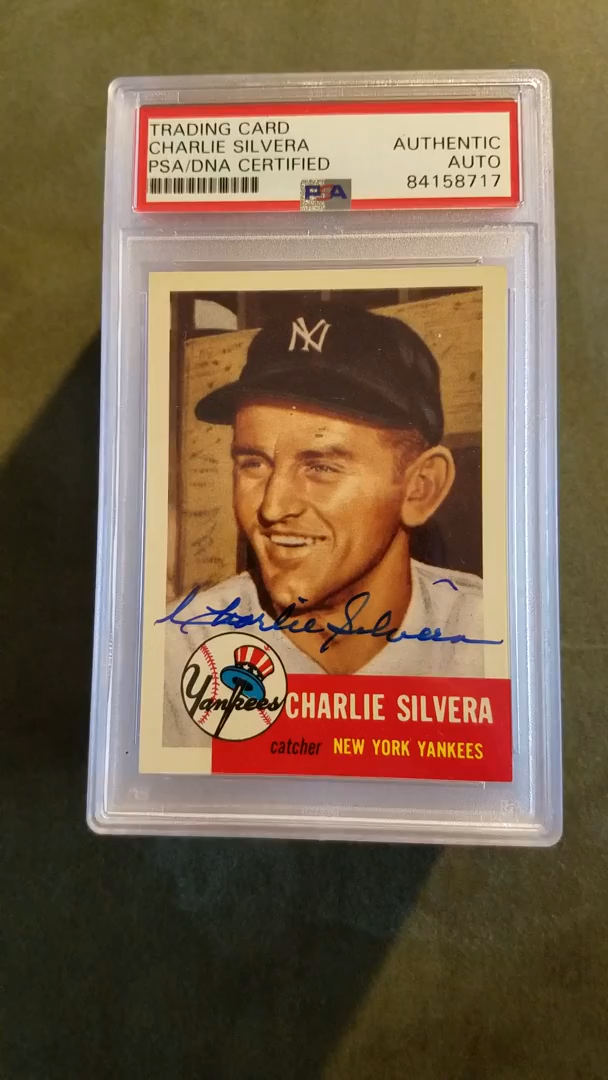 TRADING CARD
CHARLIE SILVERA
PSA/DNA CERTIFIED
AUTHENTIC
AUTO
84158717
PSA
NY
Charlie Silvera
Yankees
CHARLIE SILVERA
catcher NEW YORK YANKEES